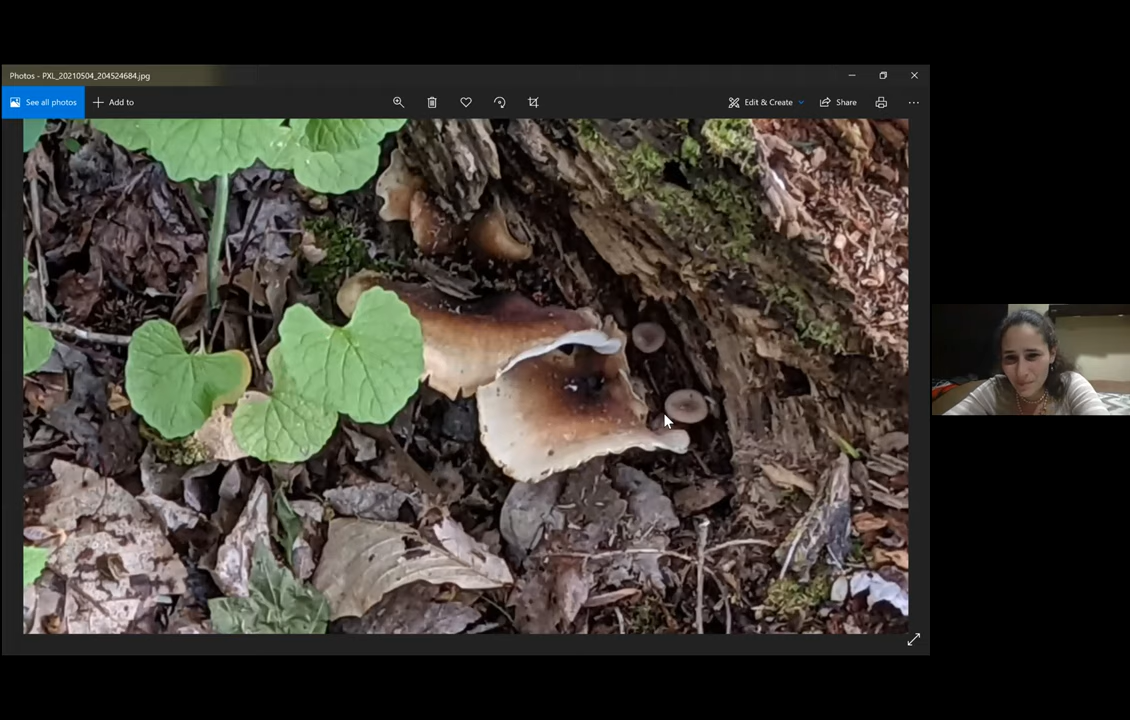 Photos - PXL_20210504_204524684.jpg
See all photos
Add to
Edit & Create
Share